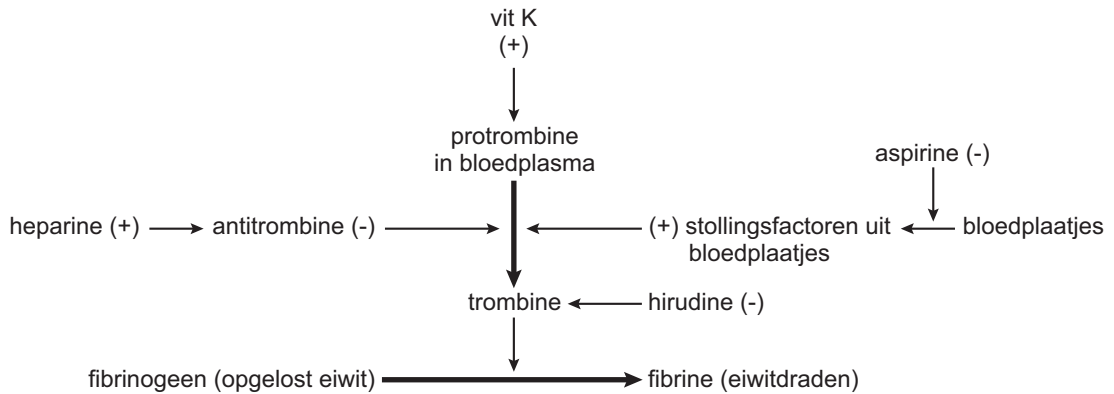 vit K
(+)
protrombine
in bloedplasma
aspirine (-)
heparine (+)
antitrombine (-)
(+) stollingsfactoren uit
bloedplaatjes
bloedplaatjes
trombine
hirudine (-)
fibrinogeen (opgelost eiwit)
fibrine (eiwitdraden)